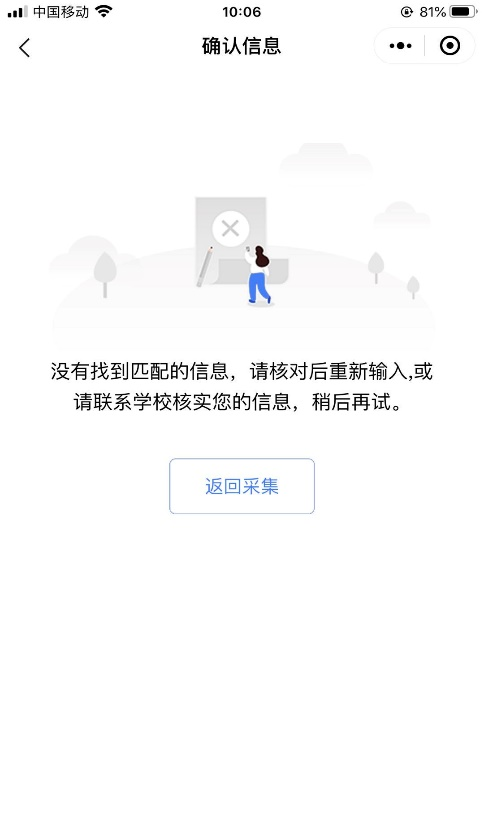 中国移动 10:06 81%
确认信息
没有找到匹配的信息，请核对后重新输入,或
请联系学校核实您的信息，稍后再试。
返回采集